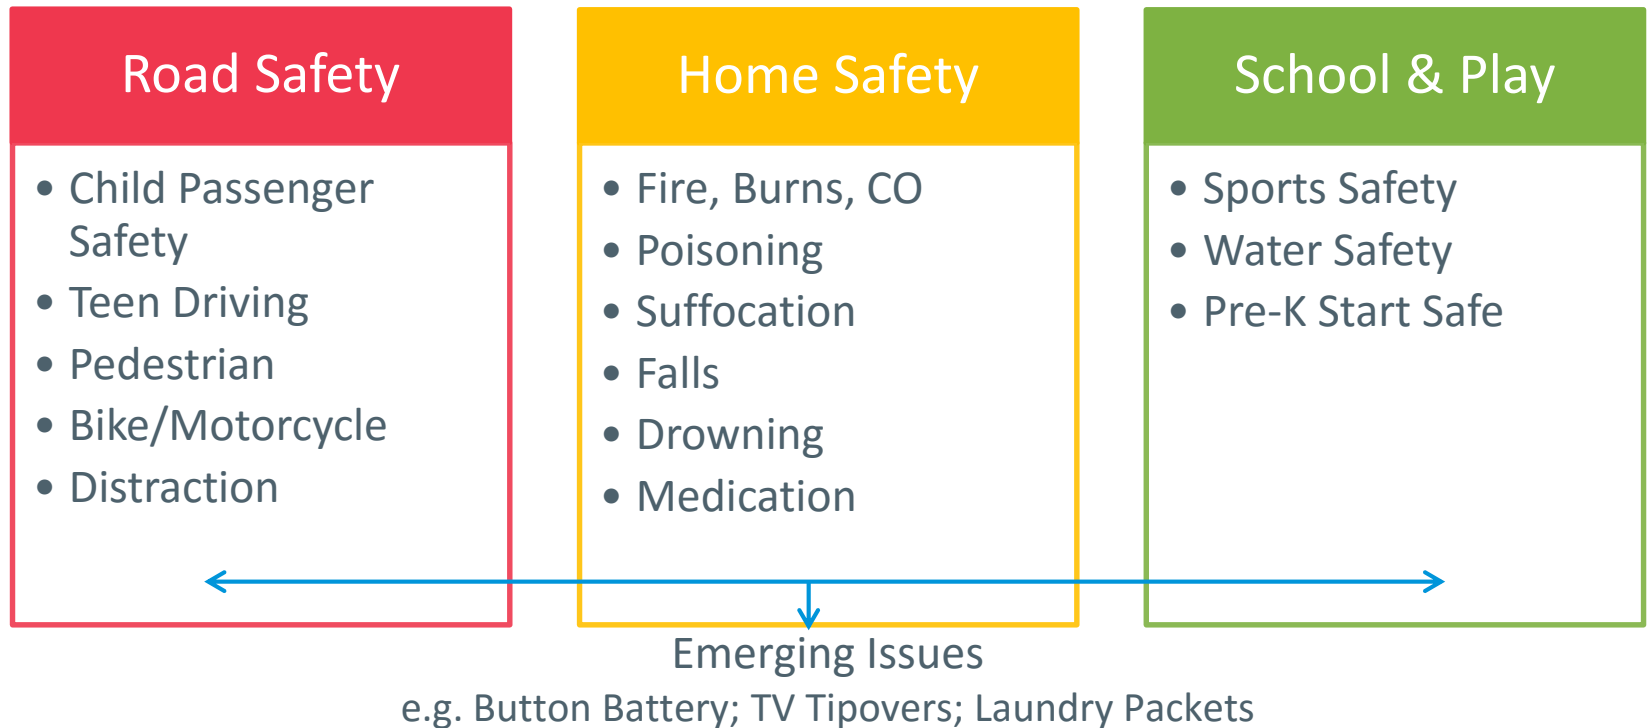 Road Safety
• Child Passenger
Safety
• Teen Driving
• Pedestrian
• Bike/Motorcycle
• Distraction
Home Safety
• Fire, Burns, CO
• Poisoning
• Suffocation
• Falls
• Drowning
• Medication
School & Play
• Sports Safety
• Water Safety
• Pre-K Start Safe
Emerging Issues
e.g. Button Battery; TV Tipovers; Laundry Packets